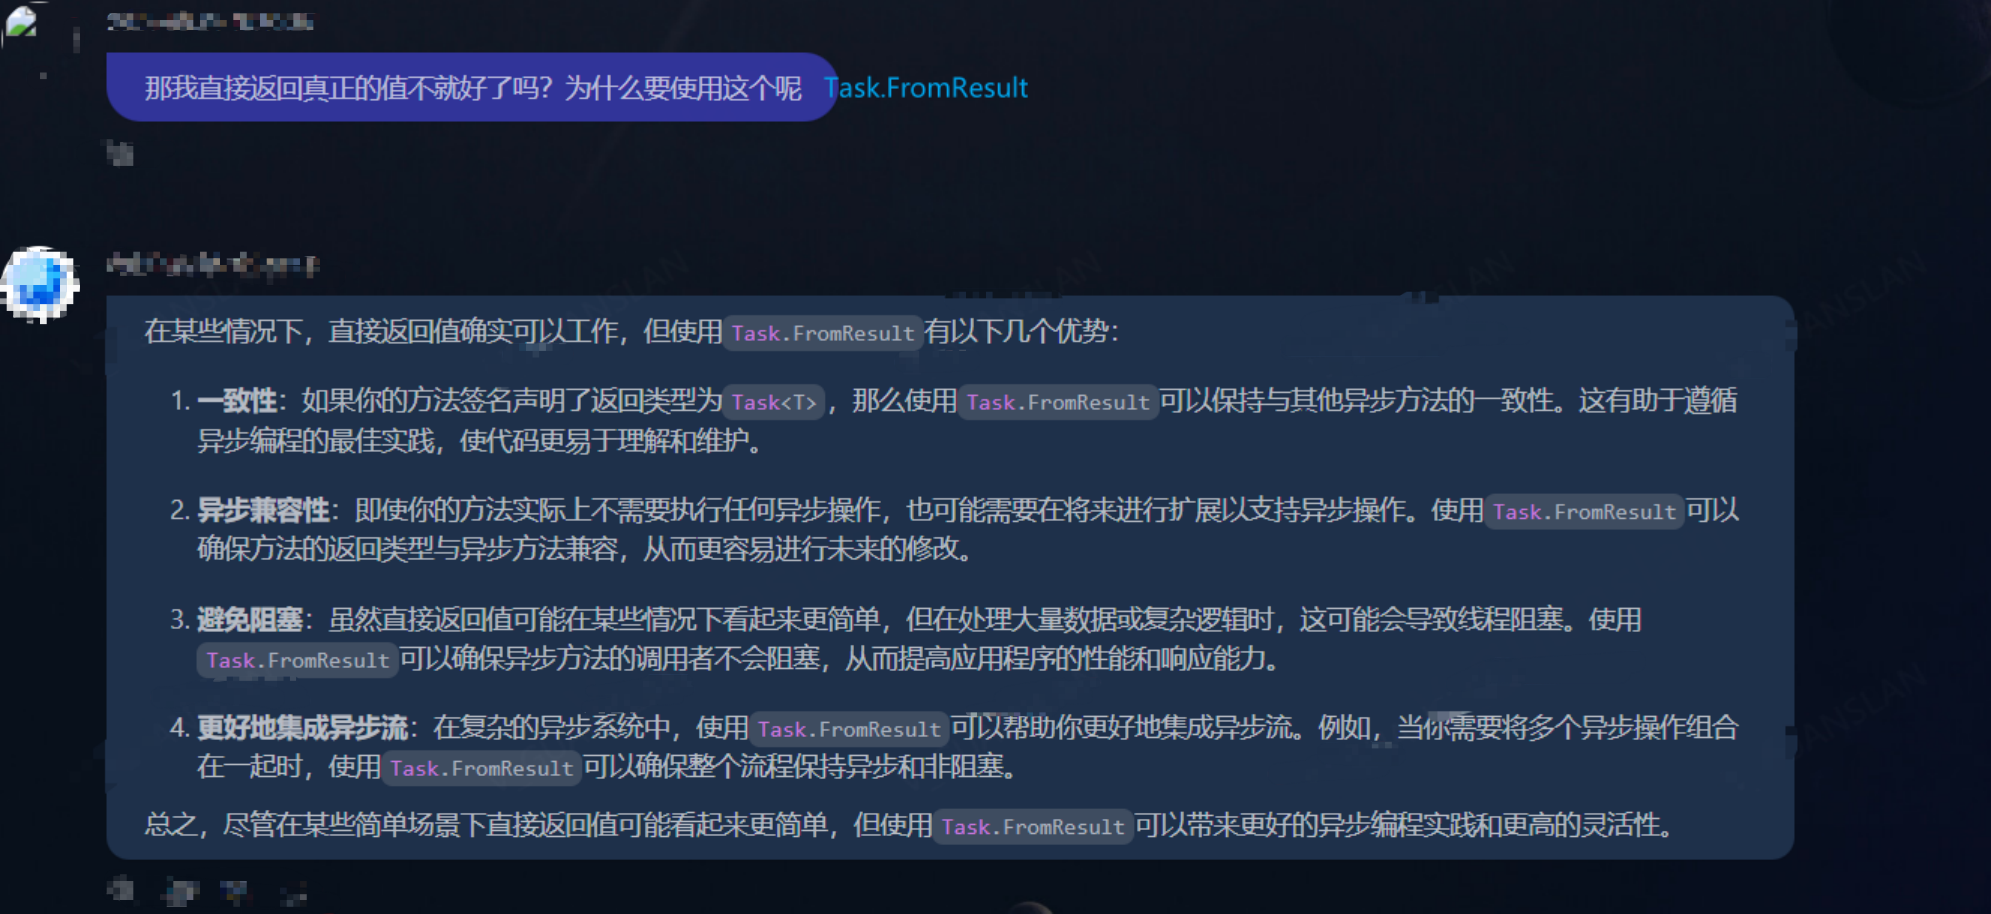 那我直接返回真正的值不就好了吗？为什么要使用这个呢 Task.FromResult
在某些情况下，直接返回值确实可以工作，但使用 Task.FromResult 有以下几个优势：
1. 一致性：如果你的方法签名声明了返回类型为 Task<T> ，那么使用 Task.FromResult 可以保持与其他异步方法的一致性。这有助于遵循
异步编程的最佳实践，使代码更易于理解和维护。
2. 异步兼容性：即使你的方法实际上不需要执行任何异步操作，也可能需要在将来进行扩展以支持异步操作。使用 Task.FromResult 可以
确保方法的返回类型与异步方法兼容，从而更容易进行未来的修改。
3. 避免阻塞：虽然直接返回值可能在某些情况下看起来更简单，但在处理大量数据或复杂逻辑时，这可能会导致线程阻塞。使用
Task.FromResult 可以确保异步方法的调用者不会阻塞，从而提高应用程序的性能和响应能力。
4. 更好地集成异步流：在复杂的异步系统中，使用 Task.FromResult 可以帮助你更好地集成异步流。例如，当你需要将多个异步操作组合
在一起时，使用 Task.FromResult 可以确保整个流程保持异步和非阻塞。
总之，尽管在某些简单场景下直接返回值可能看起来更简单，但使用 Task.FromResult 可以带来更好的异步编程实践和更高的灵活性。